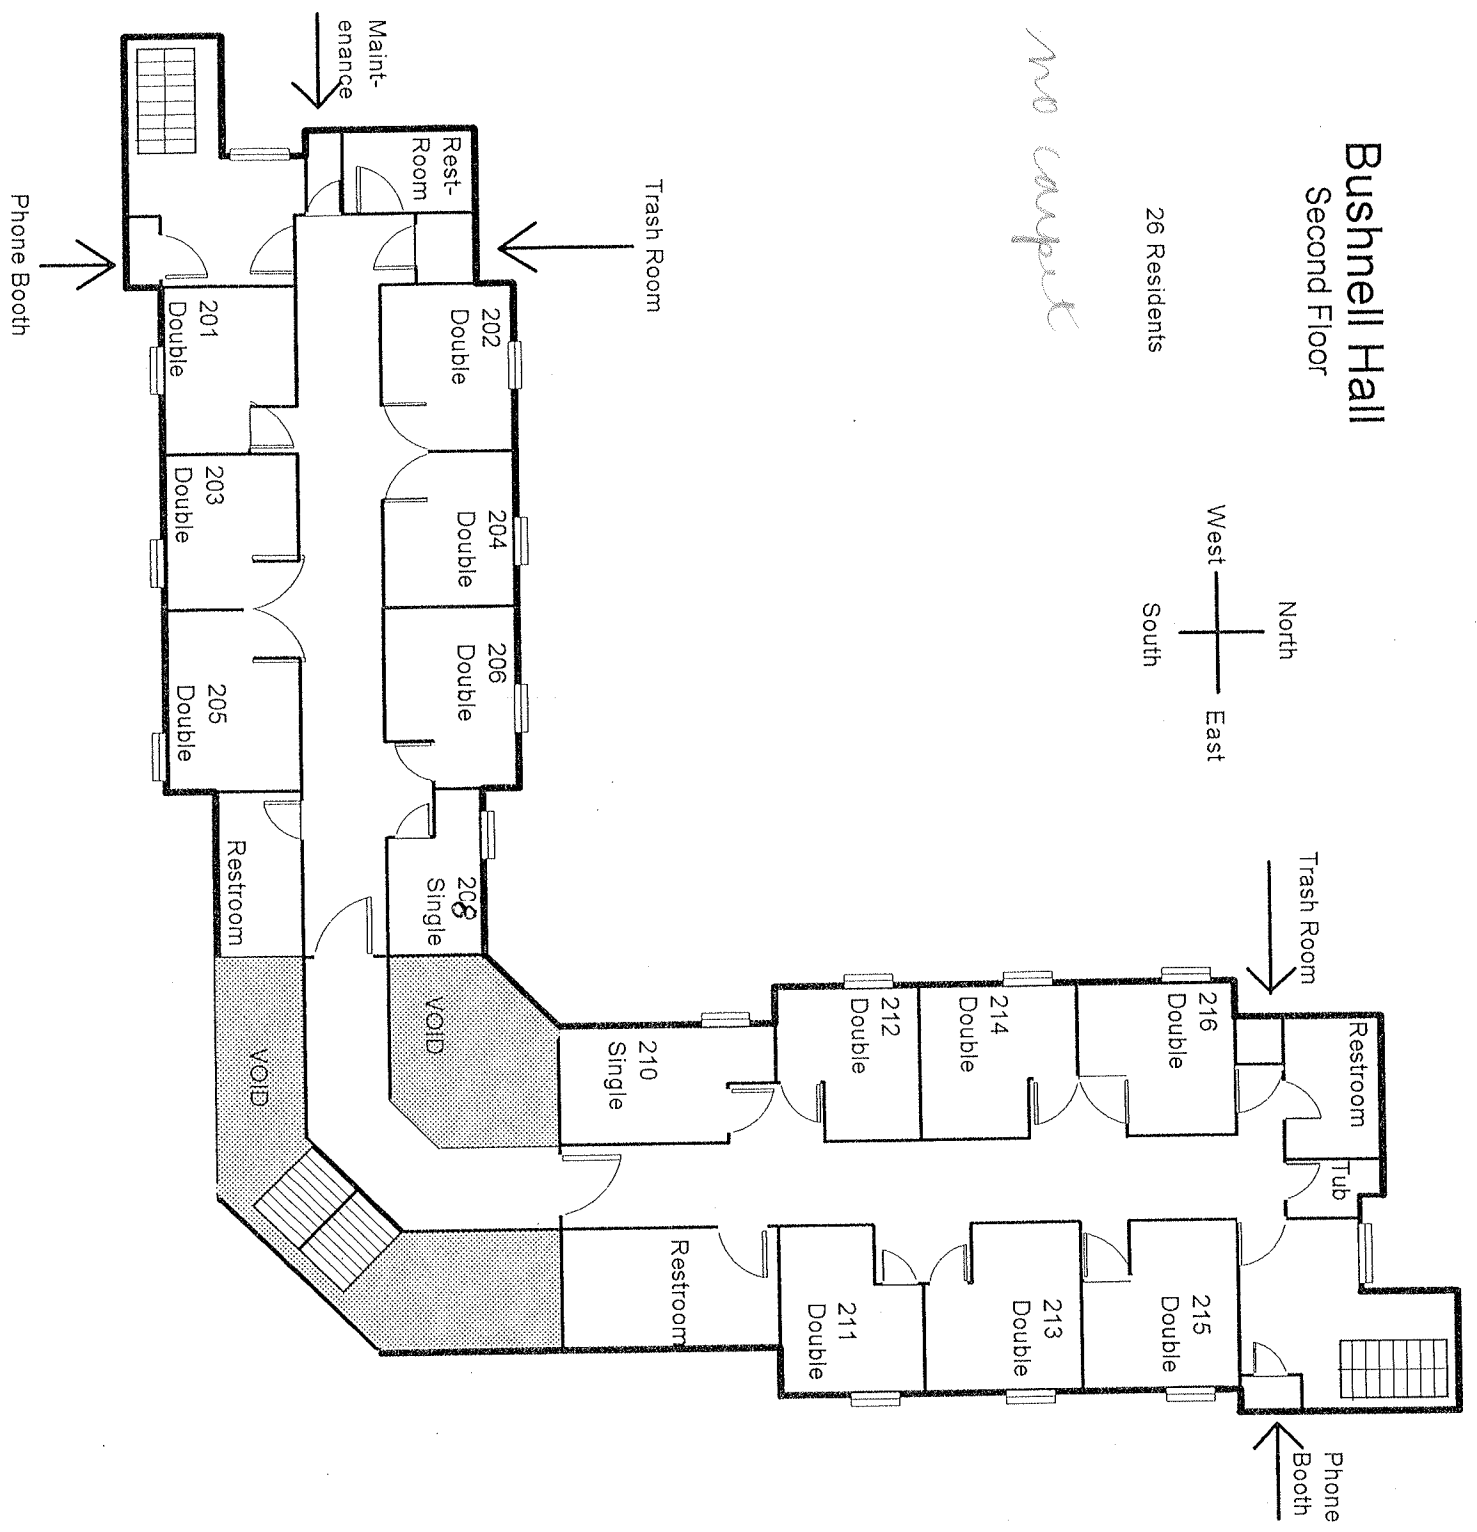 Bushnell Hall
Second Floor
26 Residents
no carpet
North
West
East
South
Trash Room
Trash Room
Maint-
enance
Rest-
Room
Phone Booth
201
Double
202
Double
203
Double
204
Double
205
Double
206
Double
208
Single
Restroom
VOID
VOID
210
Single
212
Double
214
Double
216
Double
Restroom
Tub
Restroom
211
Double
213
Double
215
Double
Phone
Booth